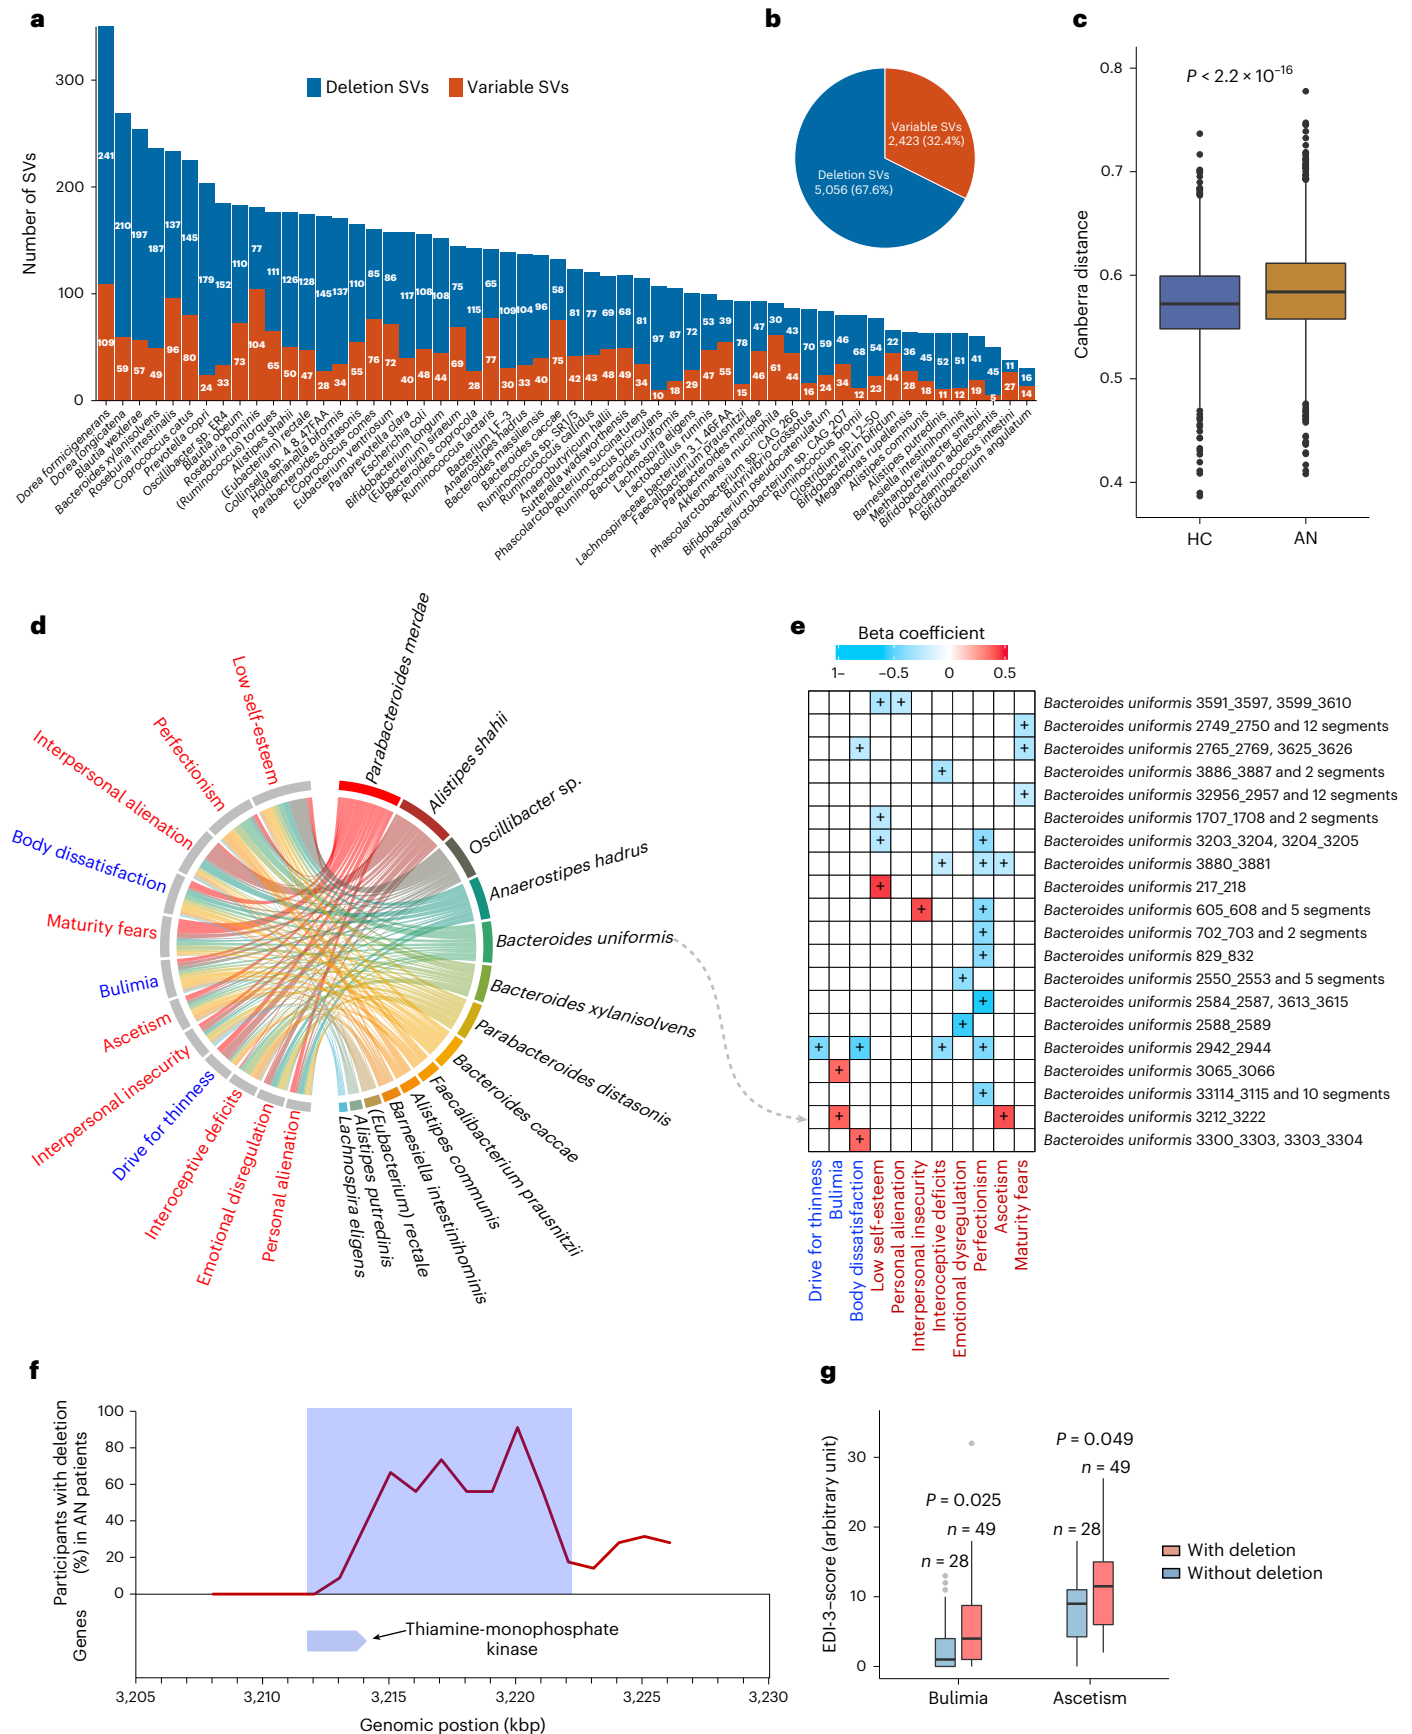 a
Number of SVs
300
200
100
0
Deletion SVs
Variable SVs
241
210
197
187
137
145
179
152
110
77
111
126
128
145
137
110
85
86
117
108
108
75
115
65
109
104
96
58
81
77
69
68
81
97
87
72
53
39
78
47
30
43
70
59
46
68
54
22
36
45
52
51
41
45
11
16
109
59
57
49
96
80
24
33
73
104
65
50
47
28
34
55
76
72
40
48
44
69
28
77
30
33
40
75
42
43
48
49
34
10
18
29
47
55
15
46
61
44
16
24
34
12
23
44
28
18
11
12
19
5
27
14
Dorea formicigenerans
Dorea longicatena
Blautia wexlerae
Bacteroides xylanisolvens
Roseburia intestinalis
Coprococcus catus
Prevotella copri
Oscillibacter sp. ER4
Blautia obeum
Roseburia hominis
(Ruminococcus) torques
Alistipes shahii
(Eubacterium) rectale
Collinsella sp. 4_8_47FAA
Holdemanella biformis
Parabacteroides distasonis
Coprococcus comes
Eubacterium ventriosum
Paraprevotella clara
Escherichia coli
Bifidobacterium longum
(Eubacterium) siraeum
Bacteroides coprocola
Ruminococcus lactaris
Bacterium LF-3
Anaerostipes hadrus
Bacteroides massiliensis
Bacteroides caccae
Ruminococcus sp. SR1/5
Ruminococcus callidus
Anaerobutyricum hallii
Sutterella wadsworthensis
Phascolarctobacterium succinatutens
Ruminococcus bicirculans
Bacteroides uniformis
Lachnospira eligens
Lactobacillus ruminis
Lachnospiraceae bacterium 3_1_46FAA
Faecalibacterium prausnitzii
Parabacteroides merdae
Akkermansia muciniphila
Phascolarctobacterium sp. CAG 266
Butyrivibrio crossotus
Bifidobacterium pseudocatenulatum
Phascolarctobacterium sp. CAG 207
Ruminococcus bromii
Clostridium sp. L2-50
Bifidobacterium bifidum
Megamonas rupellensis
Alistipes communis
Alistipes putredinis
Barnesiella intestinihominis
Methanobrevibacter smithii
Bifidobacterium adolescentis
Acidaminococcus intestini
Bifidobacterium angulatum
b
Variable SVs
2,423 (32.4%)
Deletion SVs
5,056 (67.6%)
c
P < 2.2 × 10⁻¹⁶
Canberra distance
0.8
0.7
0.6
0.5
0.4
HC
AN
d
Low self-esteem
Perfectionism
Interpersonal alienation
Body dissatisfaction
Maturity fears
Bulimia
Ascetism
Interpersonal insecurity
Drive for thinness
Interoceptive deficits
Emotional disregulation
Personal alienation
Parabacteroides merdae
Alistipes shahii
Oscillibacter sp.
Anaerostipes hadrus
Bacteroides uniformis
Bacteroides xylanisolvens
Parabacteroides distasonis
Bacteroides caccae
Faecalibacterium prausnitzii
Alistipes communis
Barnesiella intestinihominis
(Eubacterium) rectale
Alistipes putredinis
Lachnospira eligens
e
Beta coefficient
1–
–0.5
0
0.5
+ + Bacteroides uniformis 3591_3597, 3599_3610
+ Bacteroides uniformis 2749_2750 and 12 segments
+ + Bacteroides uniformis 2765_2769, 3625_3626
+ Bacteroides uniformis 3886_3887 and 2 segments
+ Bacteroides uniformis 32956_2957 and 12 segments
+ Bacteroides uniformis 1707_1708 and 2 segments
+ + Bacteroides uniformis 3203_3204, 3204_3205
+ + + Bacteroides uniformis 3880_3881
+ Bacteroides uniformis 217_218
+ + Bacteroides uniformis 605_608 and 5 segments
+ Bacteroides uniformis 702_703 and 2 segments
+ Bacteroides uniformis 829_832
+ Bacteroides uniformis 2550_2553 and 5 segments
+ Bacteroides uniformis 2584_2587, 3613_3615
+ Bacteroides uniformis 2588_2589
+ + + + Bacteroides uniformis 2942_2944
+ Bacteroides uniformis 3065_3066
+ Bacteroides uniformis 33114_3115 and 10 segments
+ + Bacteroides uniformis 3212_3222
+ Bacteroides uniformis 3300_3303, 3303_3304
Drive for thinness
Bulimia
Body dissatisfaction
Low self-esteem
Personal alienation
Interpersonal insecurity
Interoceptive deficits
Emotional dysregulation
Perfectionism
Ascetism
Maturity fears
f
Participants with deletion
(%) in AN patients
100
80
60
40
20
0
Genes
Thiamine-monophosphate
kinase
3,205
3,210
3,215
3,220
3,225
3,230
Genomic postion (kbp)
g
EDI-3–score (arbitrary unit)
30
20
10
0
P = 0.025
n = 49
n = 28
P = 0.049
n = 49
n = 28
With deletion
Without deletion
Bulimia
Ascetism